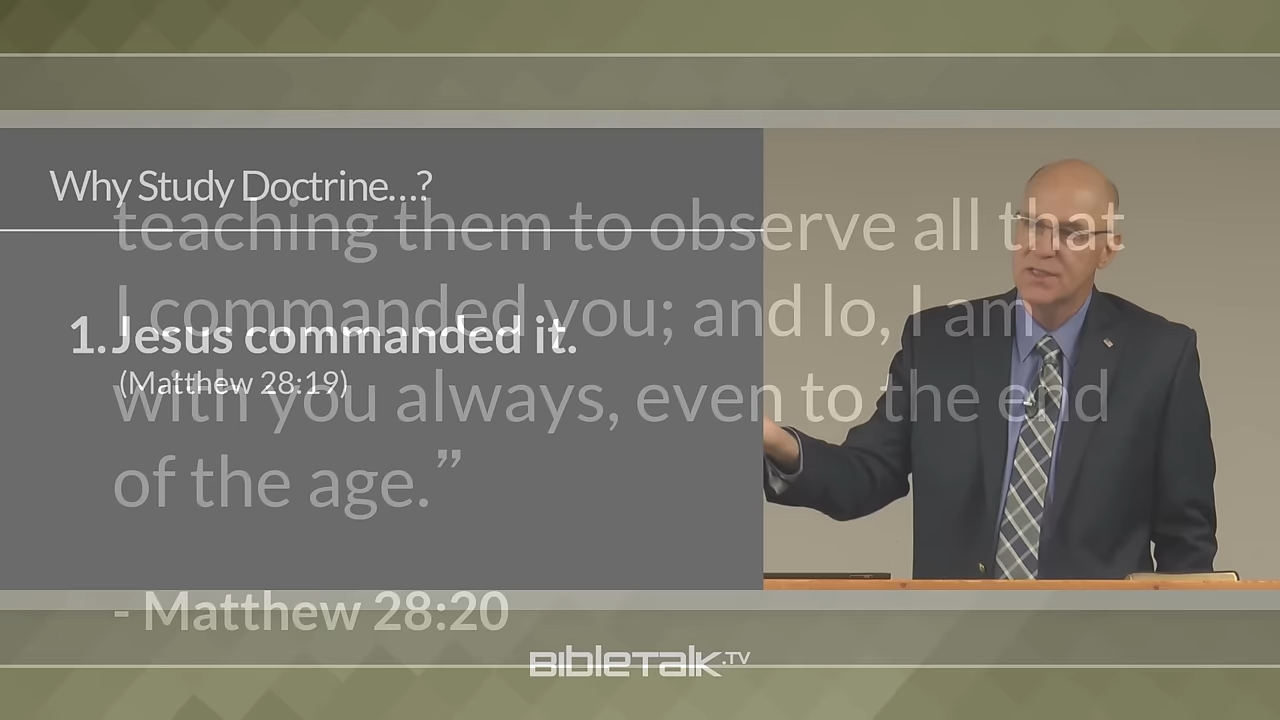 Why Study Doctrine...?
1. Jesus commanded it.
(Matthew 28:19)
teaching them to observe all that
I commanded you; and lo, I am
with you always, even to the end
of the age.”
- Matthew 28:20
BibleTalk.TV